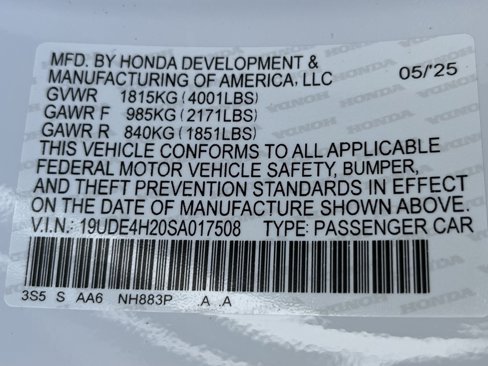 MFD. BY HONDA DEVELOPMENT &
MANUFACTURING OF AMERICA, LLC 05/'25
GVWR 1815KG (4001LBS)
GAWR F 985KG (2171LBS)
GAWR R 840KG (1851LBS)
THIS VEHICLE CONFORMS TO ALL APPLICABLE
FEDERAL MOTOR VEHICLE SAFETY, BUMPER,
AND THEFT PREVENTION STANDARDS IN EFFECT
ON THE DATE OF MANUFACTURE SHOWN ABOVE.
V.I.N.: 19UDE4H20SA017508 TYPE: PASSENGER CAR
3S5 S AA6 NH883P .A .A